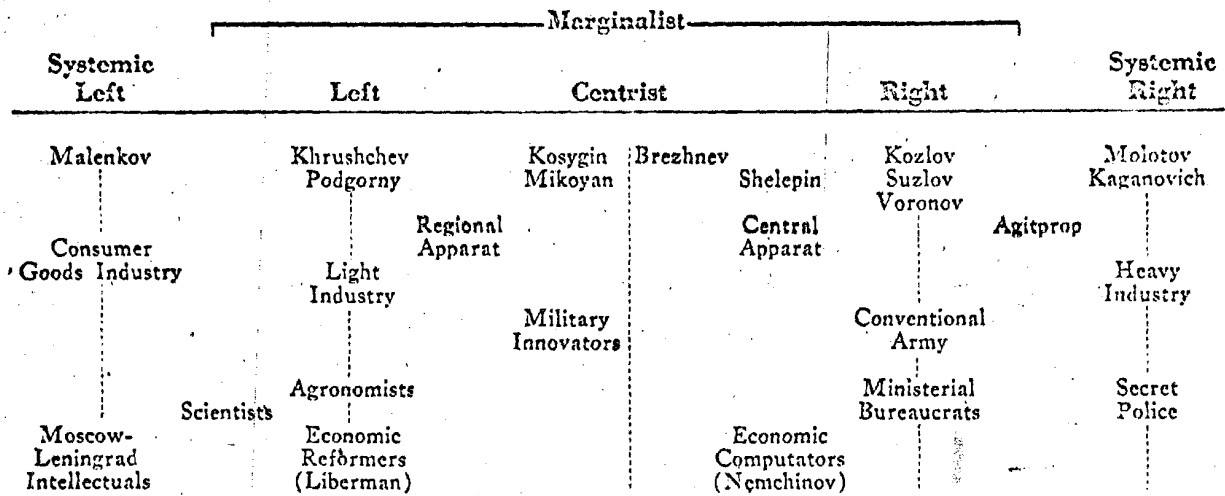 Marginalist
Systemic Left
Left
Centrist
Right
Systemic Right
Malenkov
Khrushchev
Podgorny
Kosygin
Mikoyan
Brezhnev
Shelepin
Kozlov
Suzlov
Voronov
Molotov
Kaganovich
Regional
Apparat
Central
Apparat
Agitprop
Consumer
Goods Industry
Light
Industry
Heavy
Industry
Military
Innovators
Conventional
Army
Agronomists
Scientists
Ministerial
Bureaucrats
Secret
Police
Moscow-
Leningrad
Intellectuals
Economic
Reformers
(Liberman)
Economic
Computators
(Nemchinov)